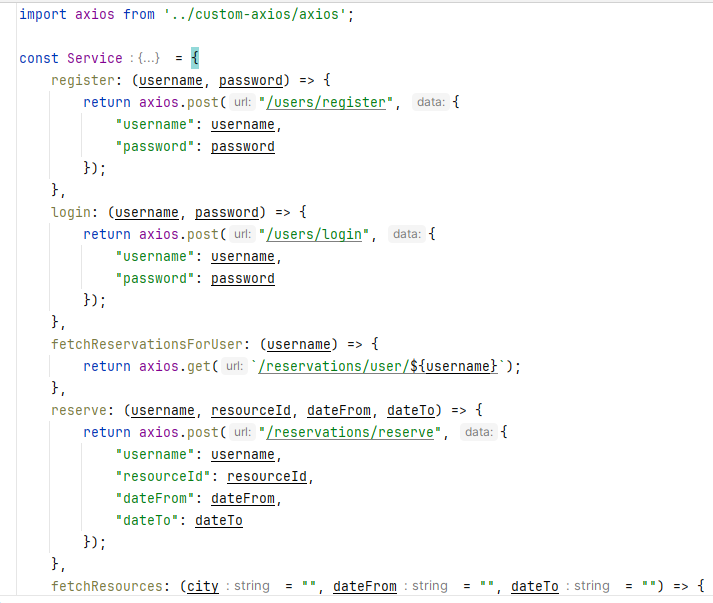 import axios from '../custom-axios/axios';
const Service : {...} = {
register: (username, password) => {
return axios.post( url: "/users/register", data: {
"username": username,
"password": password
});
},
login: (username, password) => {
return axios.post( url: "/users/login", data: {
"username": username,
"password": password
});
},
fetchReservationsForUser: (username) => {
return axios.get( url: `/reservations/user/${username}`);
},
reserve: (username, resourceId, dateFrom, dateTo) => {
return axios.post( url: "/reservations/reserve", data: {
"username": username,
"resourceId": resourceId,
"dateFrom": dateFrom,
"dateTo": dateTo
});
},
fetchResources: (city : string = "", dateFrom : string = "", dateTo : string = "") => {